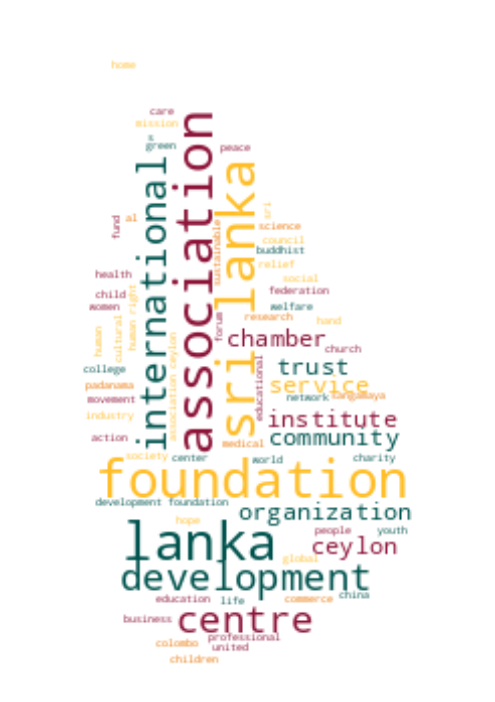 home
care
mission
s
green
peace
association
international
sri lanka
fund
al
sri
science
council
buddhist
sustainable
relief
social
health
federation
child
women
welfare
human right
cultural
human
research
hand
forum
association ceylon
chamber
church
college
trust
educational
padanama
service
network
movement
industry
institute
action
community
medical
society
center
world
charity
foundation
development foundation
organization
hope
people
youth
lanka
ceylon
global
development
education
life
commerce
china
business
centre
professional
colombo
united
children